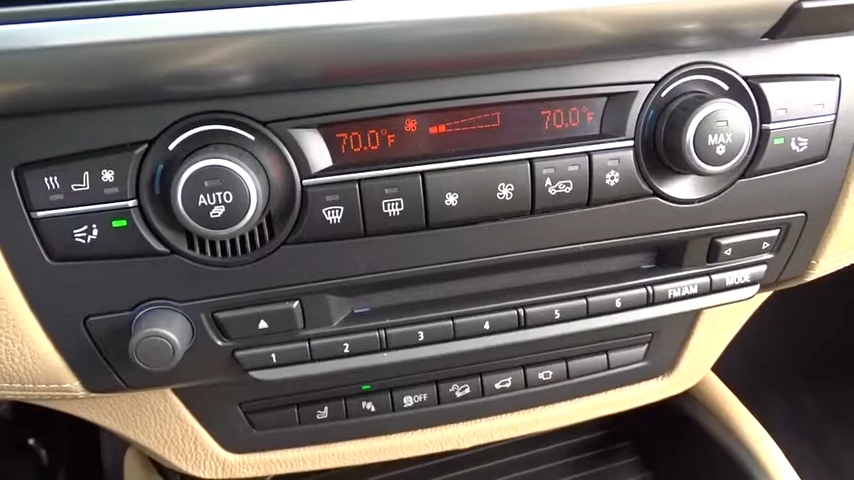 70.0°F 70.0°F
AUTO
MAX
A
FM/AM MODE
1 2 3 4 5 6
OFF